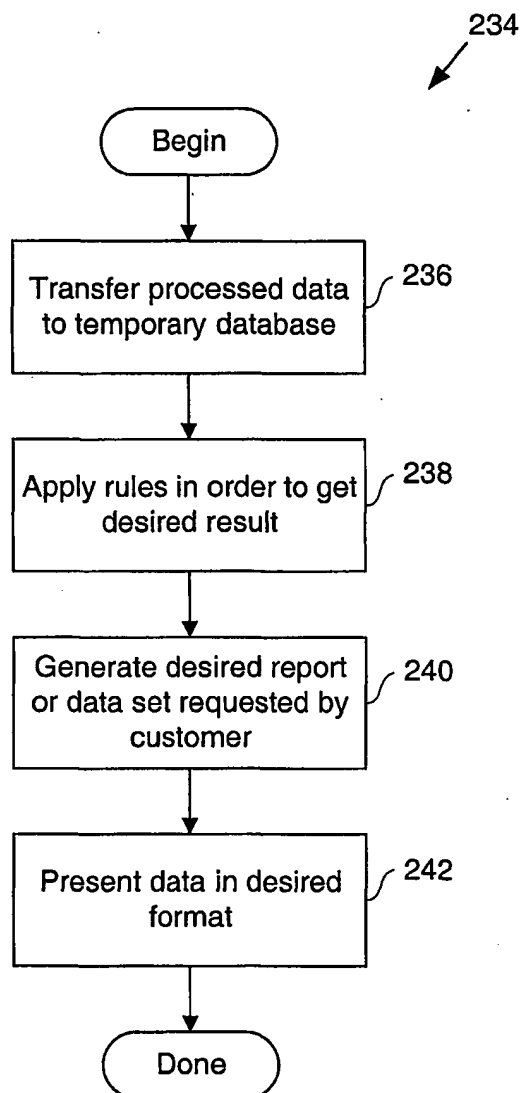 234
Begin
Transfer processed data
to temporary database
236
Apply rules in order to get
desired result
238
Generate desired report
or data set requested by
customer
240
Present data in desired
format
242
Done